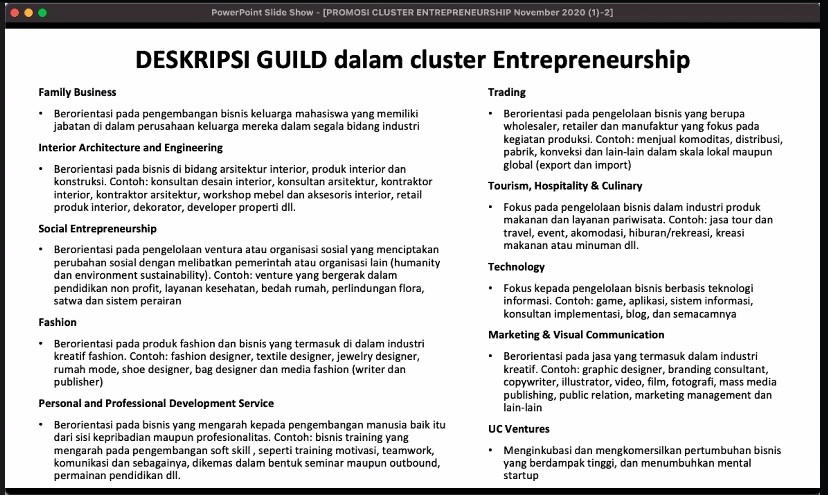 PowerPoint Slide Show - [PROMOSI CLUSTER ENTREPRENEURSHIP November 2020 (1)-2]
DESKRIPSI GUILD dalam cluster Entrepreneurship
Family Business
• Berorientasi pada pengembangan bisnis keluarga mahasiswa yang memiliki
jabatan di dalam perusahaan keluarga mereka dalam segala bidang industri
Interior Architecture and Engineering
• Berorientasi pada bisnis di bidang arsitektur interior, produk interior dan
konstruksi. Contoh: konsultan desain interior, konsultan arsitektur, kontraktor
interior, kontraktor arsitektur, workshop mebel dan aksesoris interior, retail
produk interior, dekorator, developer properti dll.
Social Entrepreneurship
• Berorientasi pada pengelolaan ventura atau organisasi sosial yang menciptakan
perubahan sosial dengan melibatkan pemerintah atau organisasi lain (humanity
dan environment sustainability). Contoh: venture yang bergerak dalam
pendidikan non profit, layanan kesehatan, bedah rumah, perlindungan flora,
satwa dan sistem perairan
Fashion
• Berorientasi pada produk fashion dan bisnis yang termasuk di dalam industri
kreatif fashion. Contoh: fashion designer, textile designer, jewelry designer,
rumah mode, shoe designer, bag designer dan media fashion (writer dan
publisher)
Personal and Professional Development Service
• Berorientasi pada bisnis yang mengarah kepada pengembangan manusia baik itu
dari sisi kepribadian maupun profesionalitas. Contoh: bisnis training yang
mengarah pada pengembangan soft skill , seperti training motivasi, teamwork,
komunikasi dan sebagainya, dikemas dalam bentuk seminar maupun outbound,
permainan pendidikan dll.
Trading
• Berorientasi pada pengelolaan bisnis yang berupa
wholesaler, retailer dan manufaktur yang fokus pada
kegiatan produksi. Contoh: menjual komoditas, distribusi,
pabrik, konveksi dan lain-lain dalam skala lokal maupun
global (export dan import)
Tourism, Hospitality & Culinary
• Fokus pada pengelolaan bisnis dalam industri produk
makanan dan layanan pariwisata. Contoh: jasa tour dan
travel, event, akomodasi, hiburan/rekreasi, kreasi
makanan atau minuman dll.
Technology
• Fokus kepada pengelolaan bisnis berbasis teknologi
informasi. Contoh: game, aplikasi, sistem informasi,
konsultan implementasi, blog, dan semacamnya
Marketing & Visual Communication
• Berorientasi pada jasa yang termasuk dalam industri
kreatif. Contoh: graphic designer, branding consultant,
copywriter, illustrator, video, film, fotografi, mass media
publishing, public relation, marketing management dan
lain-lain
UC Ventures
• Menginkubasi dan mengkomersilkan pertumbuhan bisnis
yang berdampak tinggi, dan menumbuhkan mental
startup